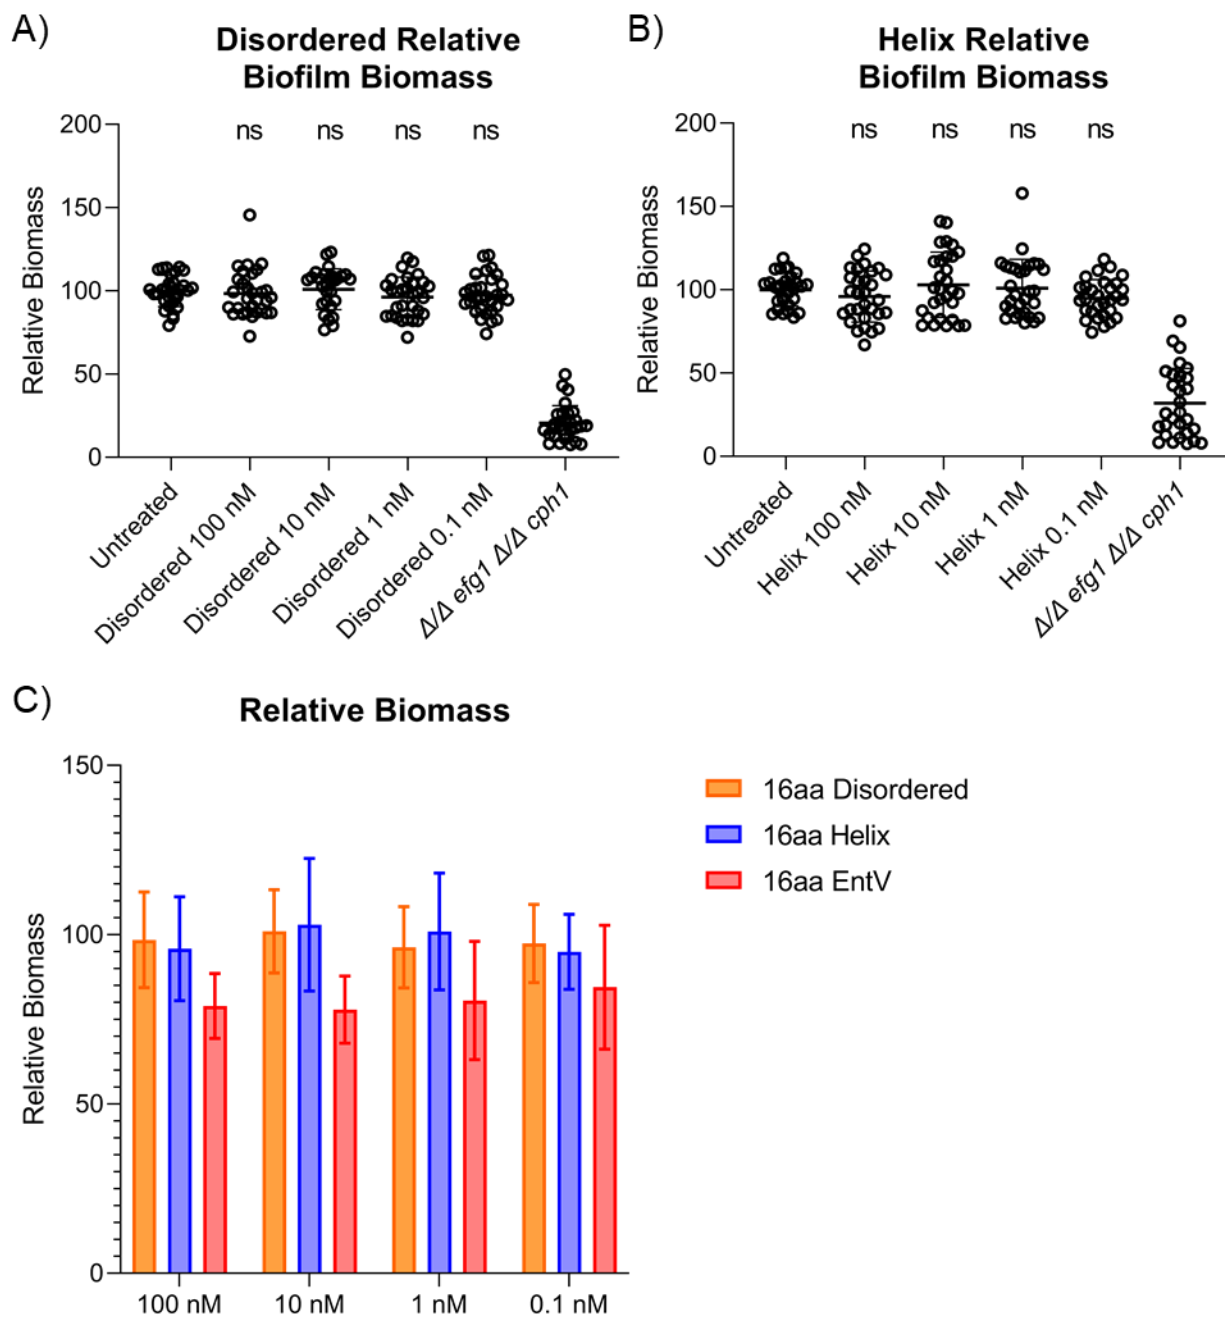 A)
Disordered Relative
Biofilm Biomass
ns ns ns ns
200
150
100
50
0
Relative Biomass
Untreated
Disordered 100 nM
Disordered 10 nM
Disordered 1 nM
Disordered 0.1 nM
Δ/Δ efg1 Δ/Δ cph1
B)
Helix Relative
Biofilm Biomass
ns ns ns ns
200
150
100
50
0
Relative Biomass
Untreated
Helix 100 nM
Helix 10 nM
Helix 1 nM
Helix 0.1 nM
Δ/Δ efg1 Δ/Δ cph1
C)
Relative Biomass
150
100
50
0
Relative Biomass
100 nM 10 nM 1 nM 0.1 nM
16aa Disordered
16aa Helix
16aa EntV